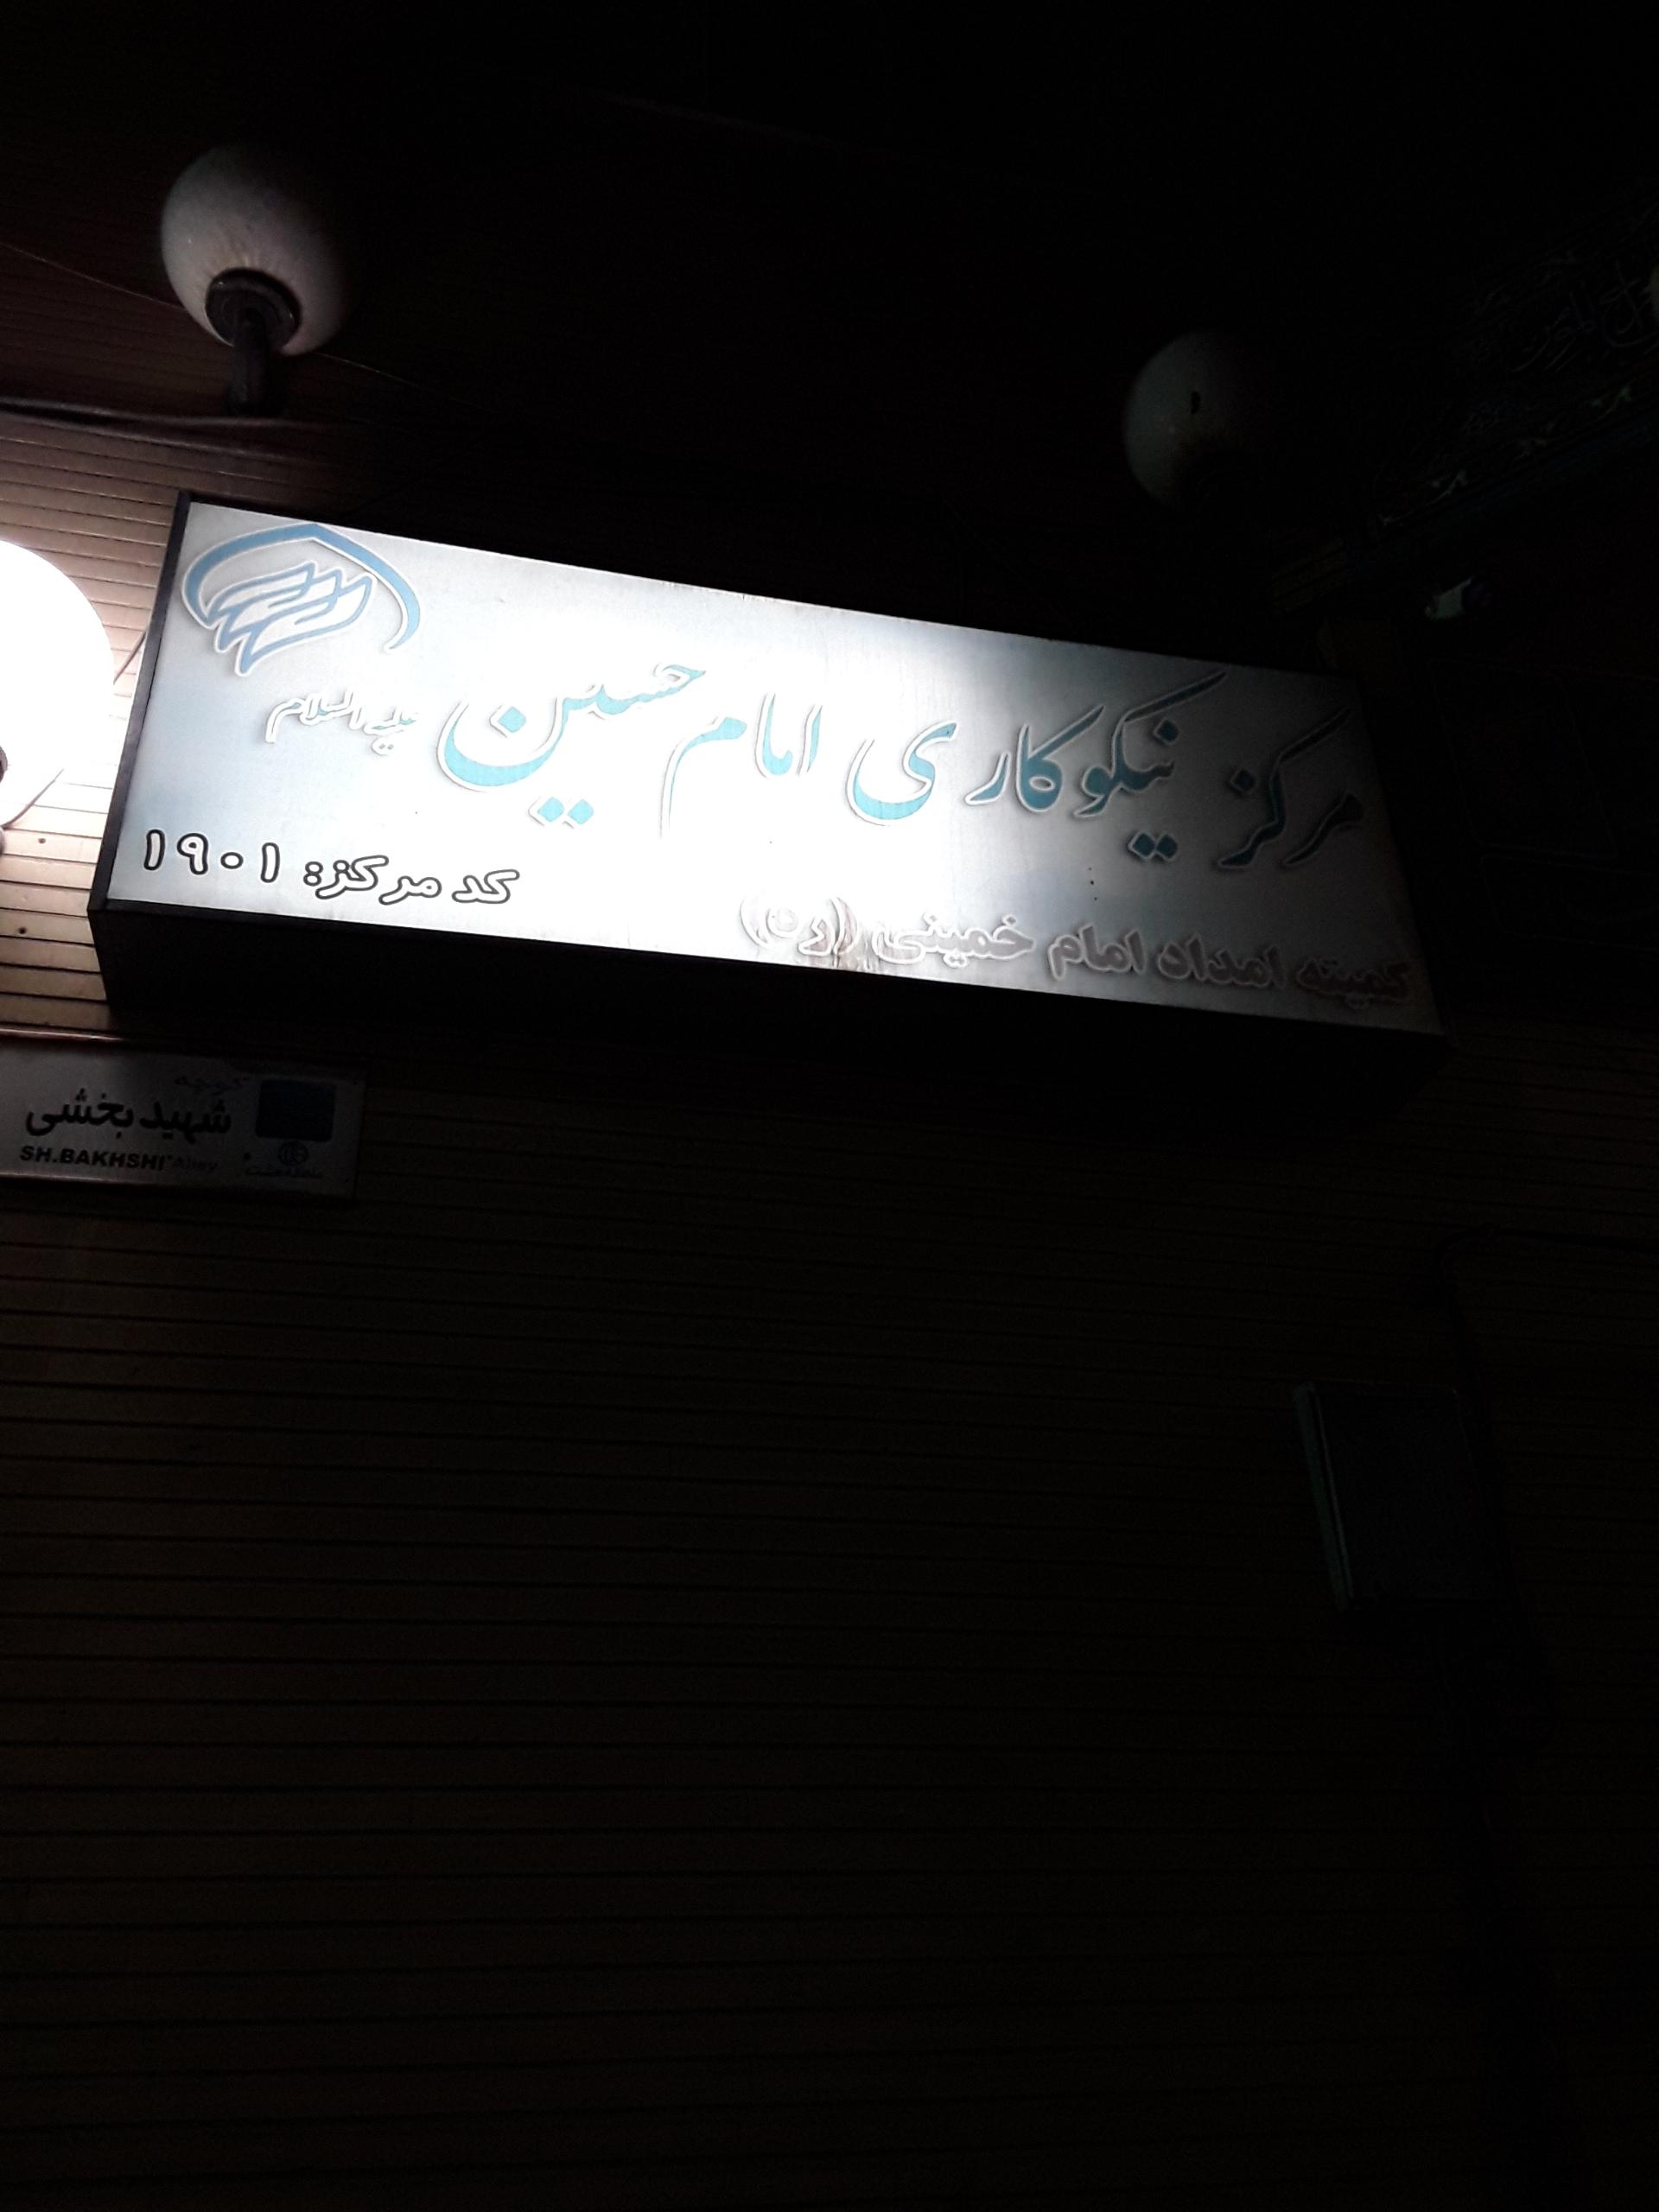 مرکز نیکوکاری امام حسین علیه السلام
کمیته امداد امام خمینی (ره)
کد مرکز: ۱۹۰۱
کوچه
شهید بخشی
SH.BAKHSHI Alley